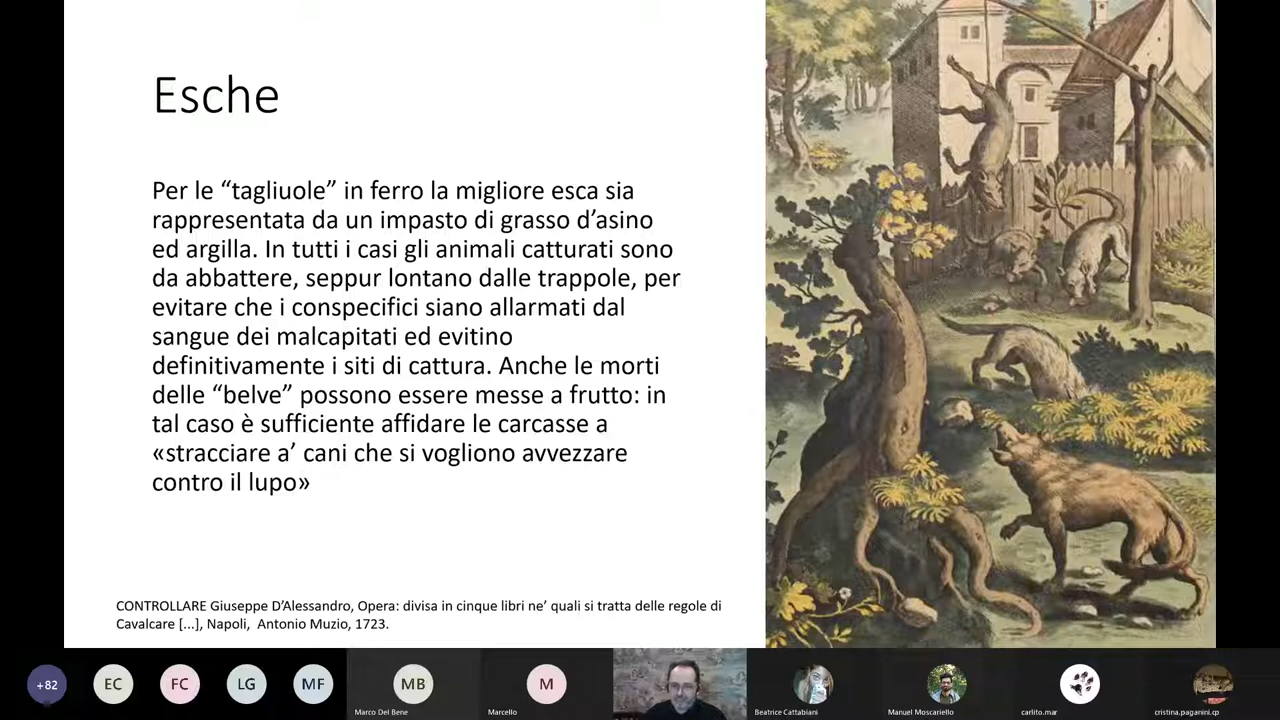 Esche
Per le “tagliuole” in ferro la migliore esca sia
rappresentata da un impasto di grasso d’asino
ed argilla. In tutti i casi gli animali catturati sono
da abbattere, seppur lontano dalle trappole, per
evitare che i conspecifici siano allarmati dal
sangue dei malcapitati ed evitino
definitivamente i siti di cattura. Anche le morti
delle “belve” possono essere messe a frutto: in
tal caso è sufficiente affidare le carcasse a
«stracciare a’ cani che si vogliono avvezzare
contro il lupo»
CONTROLLARE Giuseppe D’Alessandro, Opera: divisa in cinque libri ne’ quali si tratta delle regole di
Cavalcare [...], Napoli, Antonio Muzio, 1723.
+82 EC FC LG MF MB M
Marco Del Bene Marcello Beatrice Cattabiani Manuel Moscariello carlito.mar cristina.paganini.cp